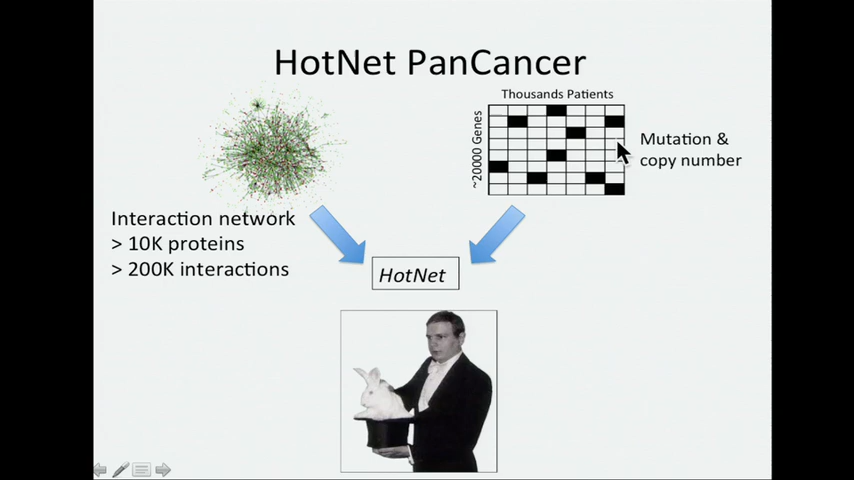 HotNet PanCancer
Thousands Patients
~20000 Genes
Mutation &
copy number
Interaction network
> 10K proteins
> 200K interactions
HotNet